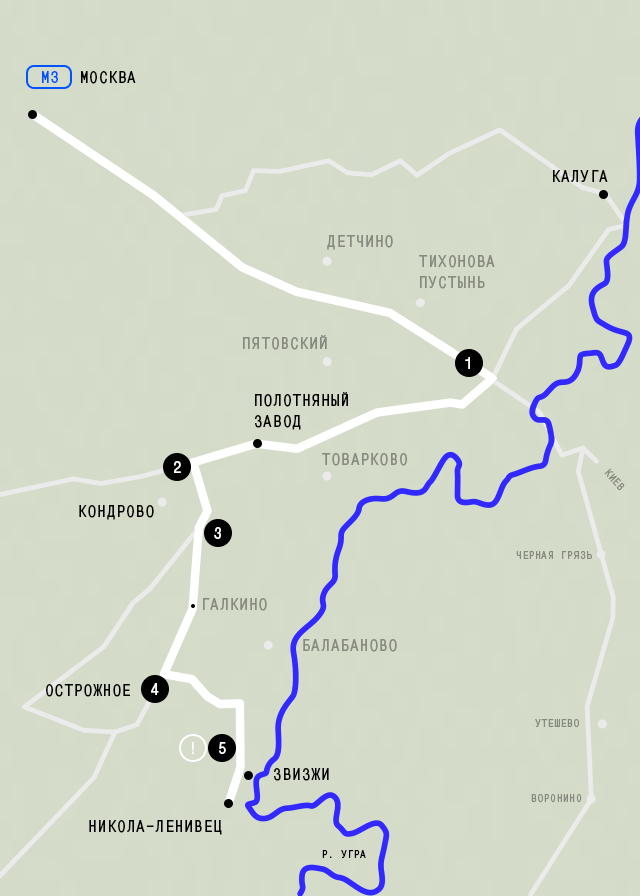 М3 МОСКВА
КАЛУГА
ДЕТЧИНО
ТИХОНОВА
ПУСТЫНЬ
ПЯТОВСКИЙ
1
ПОЛОТНЯНЫЙ
ЗАВОД
ТОВАРКОВО
2
КИЕВ
КОНДРОВО
3
ЧЕРНАЯ ГРЯЗЬ
ГАЛКИНО
БАЛАБАНОВО
ОСТРОЖНОЕ 4
УТЕШЕВО
! 5
ЗВИЗЖИ
ВОРОНИНО
НИКОЛА-ЛЕНИВЕЦ
Р. УГРА